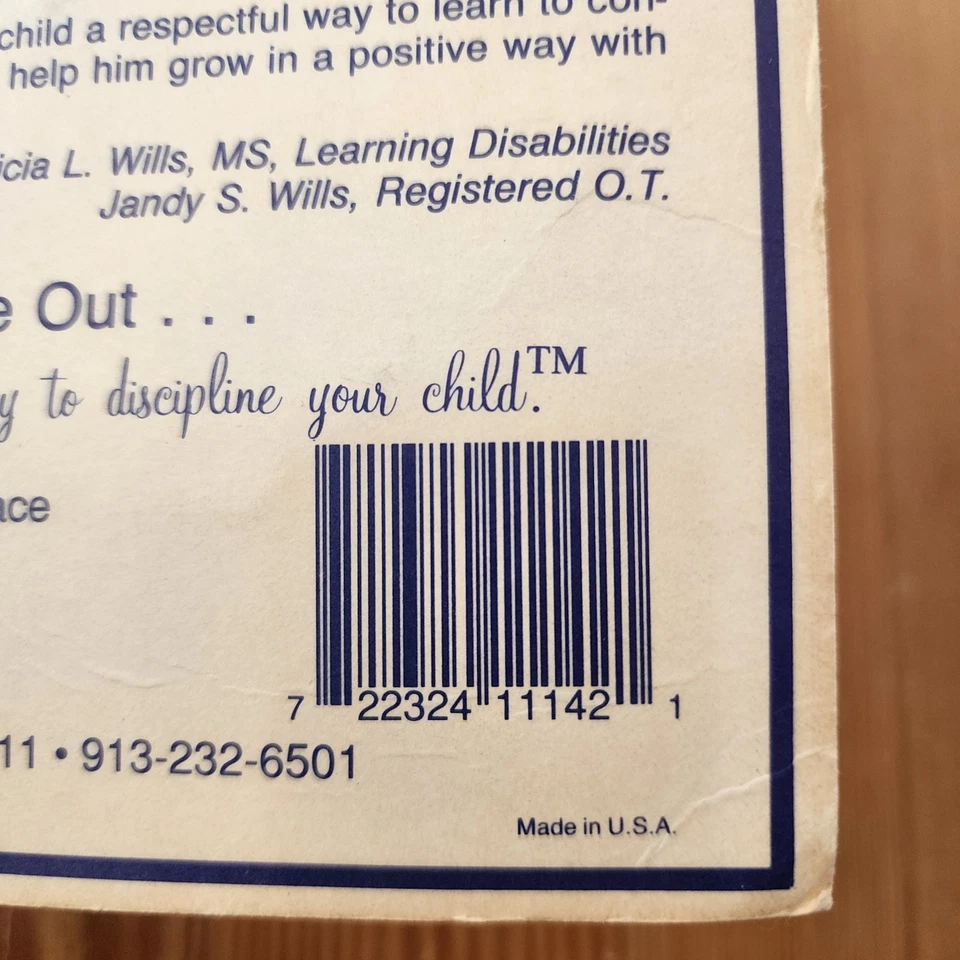 child a respectful way to learn to con-
help him grow in a positive way with
icia L. Wills, MS, Learning Disabilities
Jandy S. Wills, Registered O.T.
e Out . . .
y to discipline your child.™
ace
7 22324 11142 1
11 • 913-232-6501
Made in U.S.A.